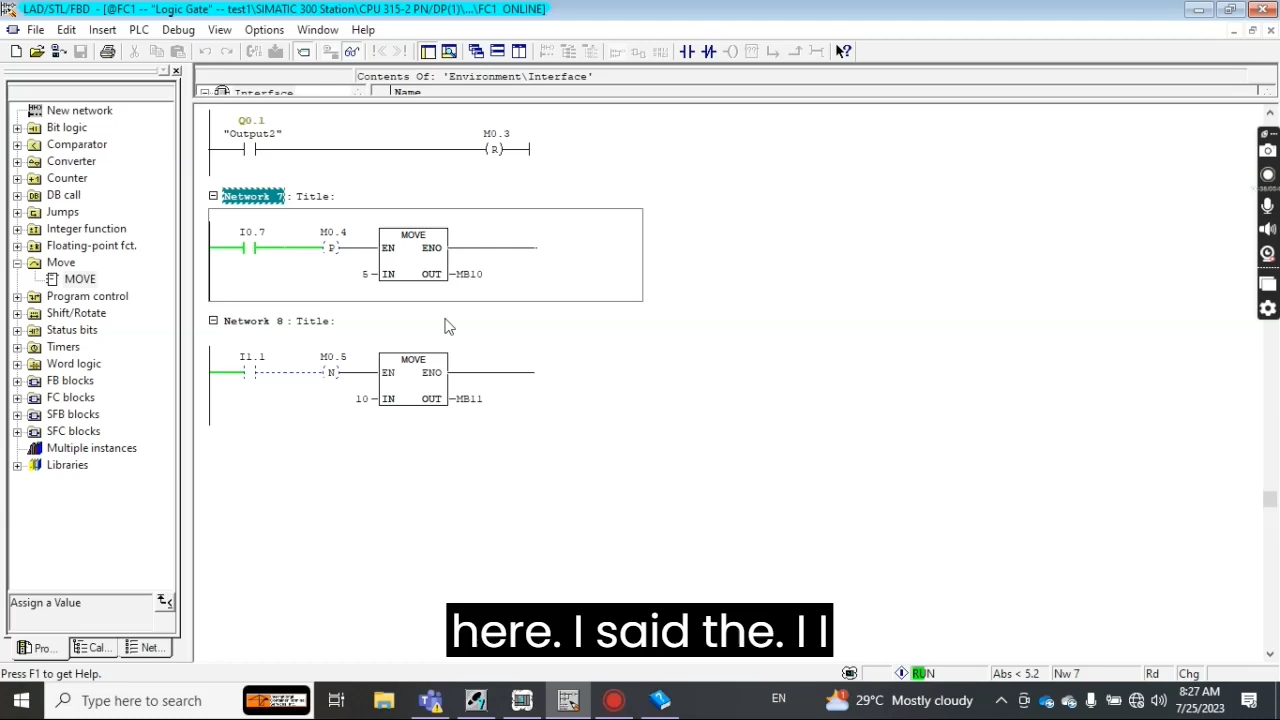 LAD/STL/FBD - [@FC1 -- "Logic Gate" -- test1\SIMATIC 300 Station\CPU 315-2 PN/DP(1)\...\FC1 ONLINE]
File Edit Insert PLC Debug View Options Window Help
Contents Of: 'Environment\Interface'
Interface Name
New network
Bit logic
Comparator
Converter
Counter
DB call
Jumps
Integer function
Floating-point fct.
Move
MOVE
Program control
Shift/Rotate
Status bits
Timers
Word logic
FB blocks
FC blocks
SFB blocks
SFC blocks
Multiple instances
Libraries
Assign a Value
Pro... Cal... Net...
Q0.1
"Output2" M0.3
R
Network 7 : Title:
I0.7 M0.4 MOVE
P EN ENO
5 IN OUT MB10
Network 8 : Title:
I1.1 M0.5 MOVE
N EN ENO
10 IN OUT MB11
here. I said the. I I
Press F1 to get Help. RUN Abs < 5.2 Nw 7 Rd Chg
Type here to search EN 29°C Mostly cloudy 8:27 AM
7/25/2023